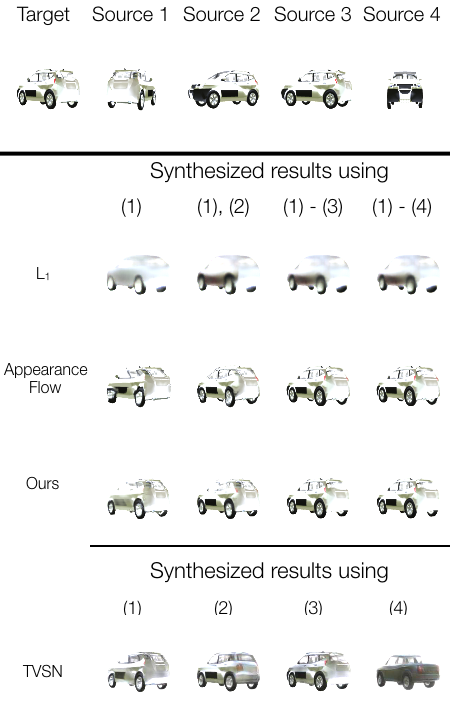 Target Source 1 Source 2 Source 3 Source 4
Synthesized results using
(1) (1), (2) (1) - (3) (1) - (4)
L1
Appearance
Flow
Ours
Synthesized results using
(1) (2) (3) (4)
TVSN